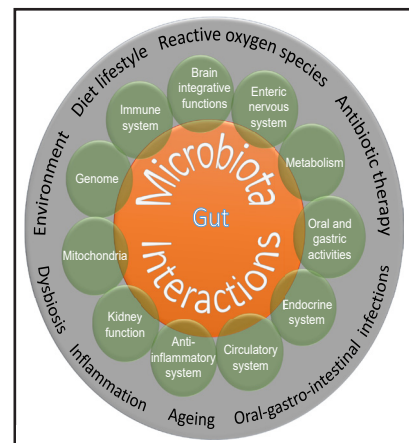 Reactive oxygen species
Diet lifestyle
Antibiotic therapy
Environment
Dysbiosis
Inflammation
Ageing
Oral-gastro-intestinal infections
Brain
integrative
functions
Enteric
nervous
system
Immune
system
Metabolism
Genome
Oral and
gastric
activities
Mitochondria
Endocrine
system
Kidney
function
Anti-
inflammatory
system
Circulatory
system
Microbiota
Gut
Interactions